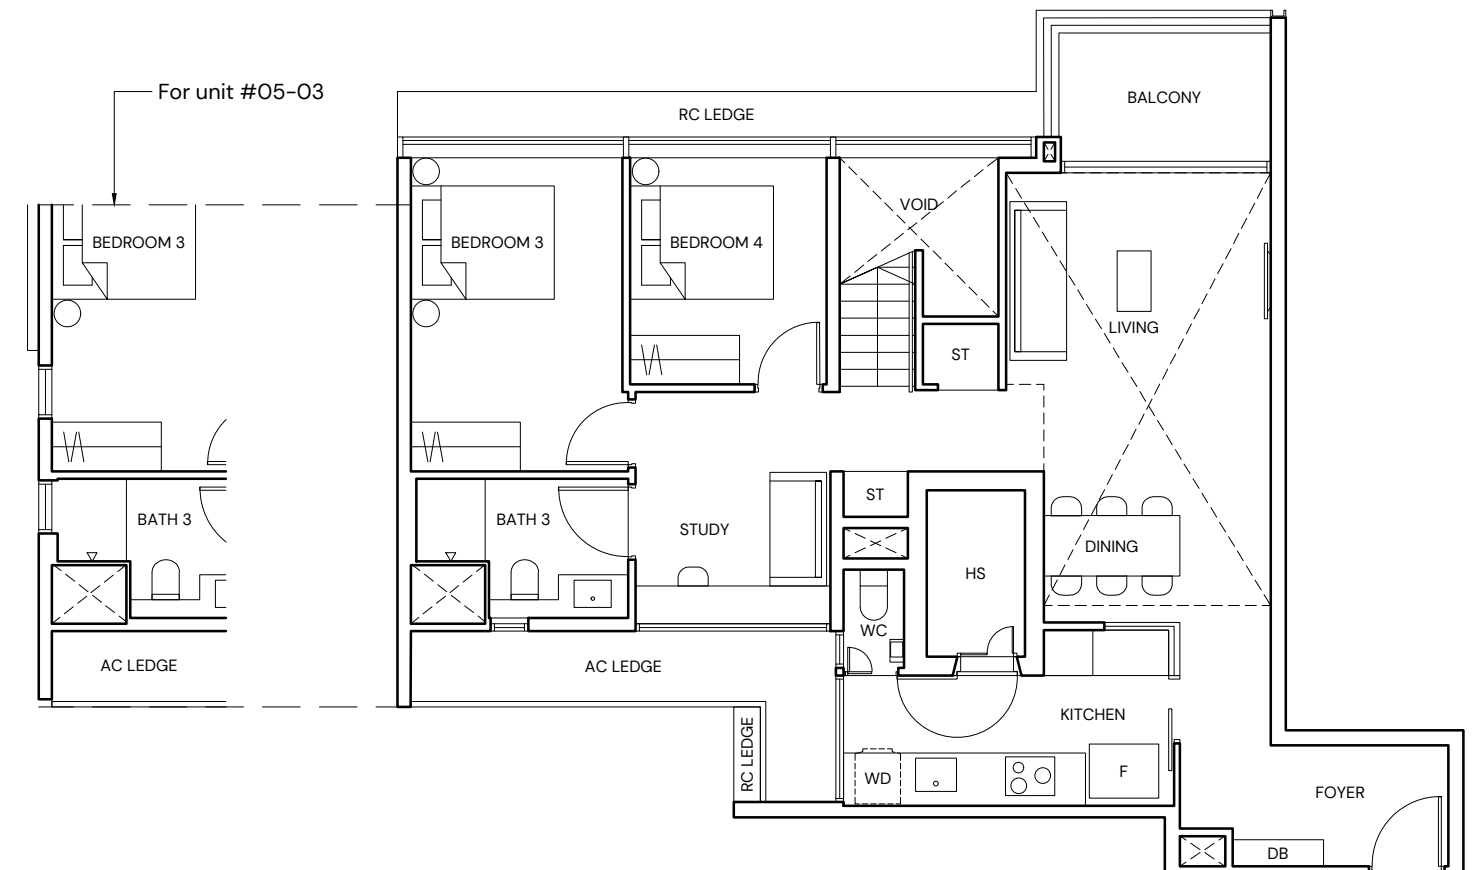 For unit #05-03
BALCONY
RC LEDGE
VOID
BEDROOM 3
BEDROOM 3
BEDROOM 4
LIVING
ST
ST
BATH 3
BATH 3
STUDY
DINING
HS
WC
AC LEDGE
AC LEDGE
KITCHEN
RC LEDGE
WD
F
FOYER
DB